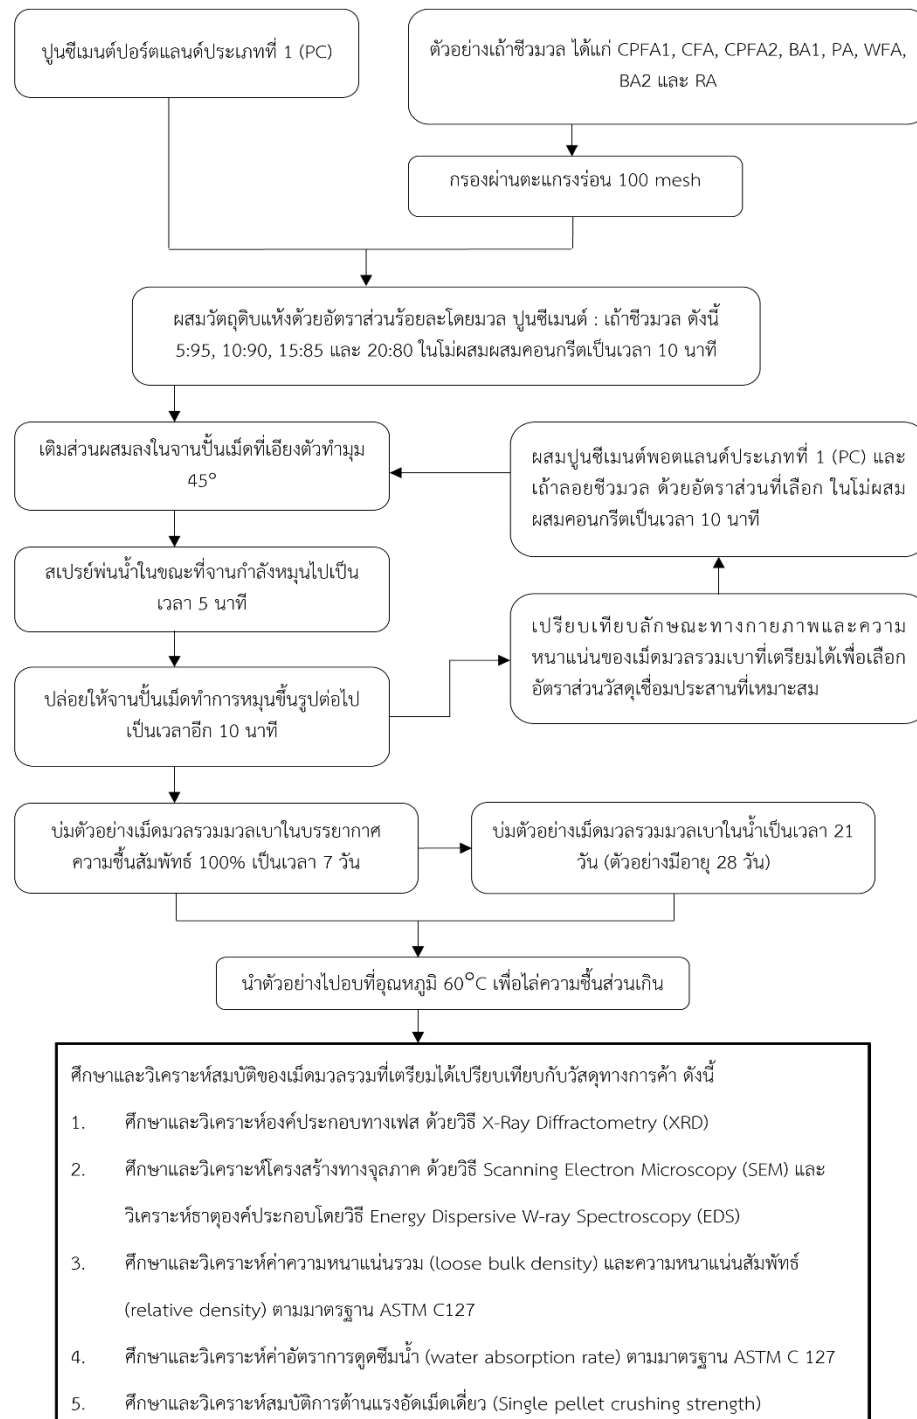 ปูนซีเมนต์ปอร์ตแลนด์ประเภทที่ 1 (PC)
ตัวอย่างเถ้าชีวมวล ได้แก่ CPFA1, CFA, CPFA2, BA1, PA, WFA,
BA2 และ RA
กรองผ่านตะแกรงร่อน 100 mesh
ผสมวัตถุดิบแห้งด้วยอัตราส่วนร้อยละโดยมวล ปูนซีเมนต์ : เถ้าชีวมวล ดังนี้
5:95, 10:90, 15:85 และ 20:80 ในโม่ผสมผสมคอนกรีตเป็นเวลา 10 นาที
เติมส่วนผสมลงในจานปั้นเม็ดที่เอียงตัวทำมุม
45°
สเปรย์พ่นน้ำในขณะที่จานกำลังหมุนไปเป็น
เวลา 5 นาที
ปล่อยให้จานปั้นเม็ดทำการหมุนขึ้นรูปต่อไป
เป็นเวลาอีก 10 นาที
เปรียบเทียบลักษณะทางกายภาพและความ
หนาแน่นของเม็ดมวลรวมเบาที่เตรียมได้เพื่อเลือก
อัตราส่วนวัสดุเชื่อมประสานที่เหมาะสม
ผสมปูนซีเมนต์พอตแลนด์ประเภทที่ 1 (PC) และ
เถ้าลอยชีวมวล ด้วยอัตราส่วนที่เลือก ในโม่ผสม
ผสมคอนกรีตเป็นเวลา 10 นาที
บ่มตัวอย่างเม็ดมวลรวมมวลเบาในบรรยากาศ
ความชื้นสัมพัทธ์ 100% เป็นเวลา 7 วัน
บ่มตัวอย่างเม็ดมวลรวมมวลเบาในน้ำเป็นเวลา 21
วัน (ตัวอย่างมีอายุ 28 วัน)
นำตัวอย่างไปอบที่อุณหภูมิ 60°C เพื่อไล่ความชื้นส่วนเกิน
ศึกษาและวิเคราะห์สมบัติของเม็ดมวลรวมที่เตรียมได้เปรียบเทียบกับวัสดุทางการค้า ดังนี้
1. ศึกษาและวิเคราะห์องค์ประกอบทางเฟส ด้วยวิธี X-Ray Diffractometry (XRD)
2. ศึกษาและวิเคราะห์โครงสร้างทางจุลภาค ด้วยวิธี Scanning Electron Microscopy (SEM) และ
วิเคราะห์ธาตุองค์ประกอบโดยวิธี Energy Dispersive W-ray Spectroscopy (EDS)
3. ศึกษาและวิเคราะห์ค่าความหนาแน่นรวม (loose bulk density) และความหนาแน่นสัมพัทธ์
(relative density) ตามมาตรฐาน ASTM C127
4. ศึกษาและวิเคราะห์ค่าอัตราการดูดซึมน้ำ (water absorption rate) ตามมาตรฐาน ASTM C 127
5. ศึกษาและวิเคราะห์สมบัติการต้านแรงอัดเม็ดเดี่ยว (Single pellet crushing strength)